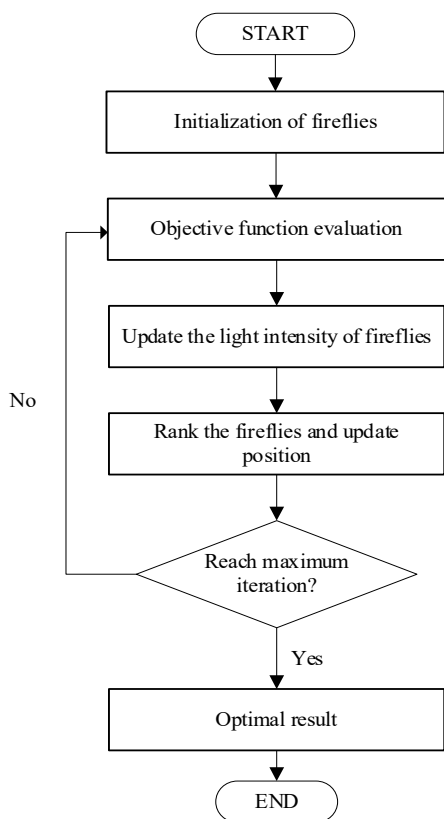 START
Initialization of fireflies
Objective function evaluation
Update the light intensity of fireflies
No
Rank the fireflies and update
position
Reach maximum
iteration?
Yes
Optimal result
END